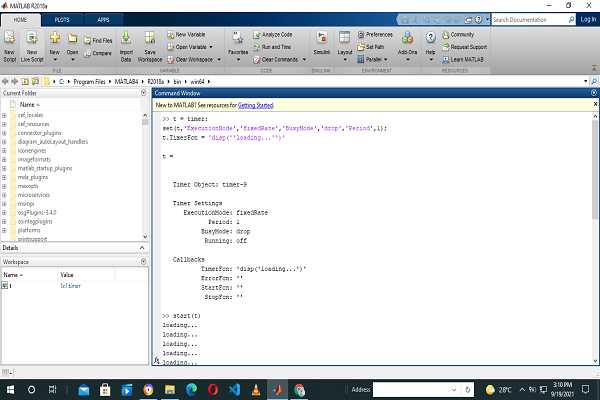 MATLAB R2018a
HOME PLOTS APPS Search Documentation Log In
New Script New Live Script New Open Find Files Compare Import Data Save Workspace New Variable Open Variable Clear Workspace Favorites Analyze Code Run and Time Clear Commands Simulink Layout Preferences Set Path Parallel Add-Ons Help Community Request Support Learn MATLAB
FILE VARIABLE CODE SIMULINK ENVIRONMENT RESOURCES
C: Program Files MATLAB4 R2018a bin win64
Current Folder
Name
cef_locales
cef_resources
connector_plugins
diagram_autoLayout_handlers
iconengines
imageformats
matlab_startup_plugins
mda_plugins
mexopts
microservices
msmpi
osgPlugins-3.4.0
osintegplugins
platforms
printsupport
Details
Workspace
Name Value
t 1x1 timer
Command Window
New to MATLAB? See resources for Getting Started.
>> t = timer;
set(t,'ExecutionMode','fixedRate','BusyMode','drop','Period',1);
t.TimerFcn = 'disp(''loading...'')'
t =
Timer Object: timer-9
Timer Settings
ExecutionMode: fixedRate
Period: 1
BusyMode: drop
Running: off
Callbacks
TimerFcn: 'disp('loading...')'
ErrorFcn: ''
StartFcn: ''
StopFcn: ''
>> start(t)
loading...
loading...
loading...
loading...
loading...
fx
Address 28°C 3:10 PM
9/19/2021